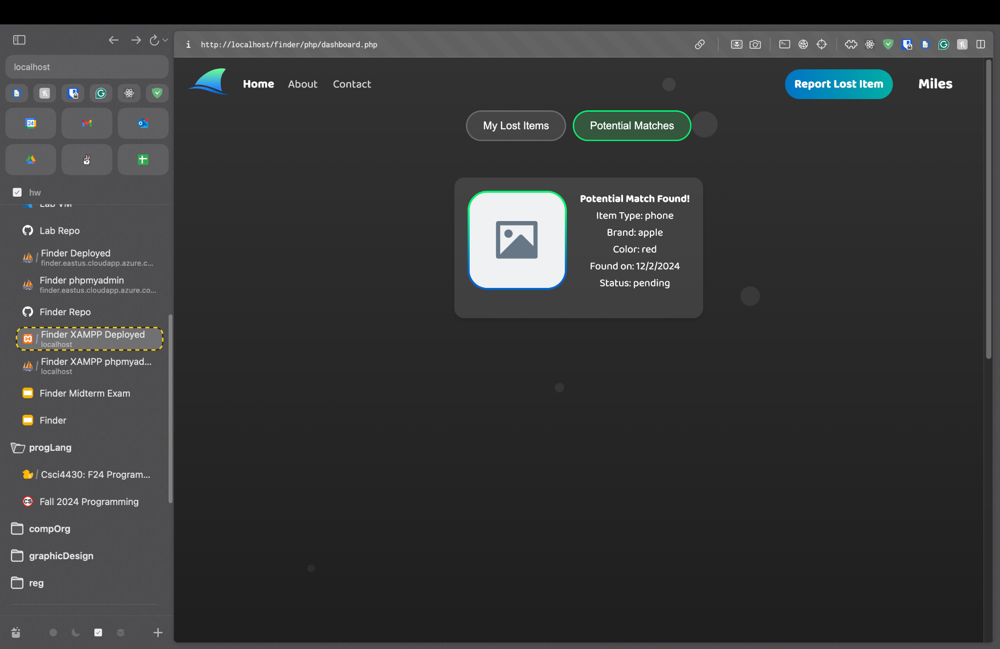 http://localhost/finder/php/dashboard.php
localhost
24
hw
Lab VM
Lab Repo
Finder Deployed
finder.eastus.cloudapp.azure.c...
Finder phpmyadmin
finder.eastus.cloudapp.azure.co...
Finder Repo
Finder XAMPP Deployed
localhost
Finder XAMPP phpmyad...
localhost
Finder Midterm Exam
Finder
progLang
Csci4430: F24 Program...
CS
Fall 2024 Programming
compOrg
graphicDesign
reg
Home
About
Contact
Report Lost Item
Miles
My Lost Items
Potential Matches
Potential Match Found!
Item Type: phone
Brand: apple
Color: red
Found on: 12/2/2024
Status: pending